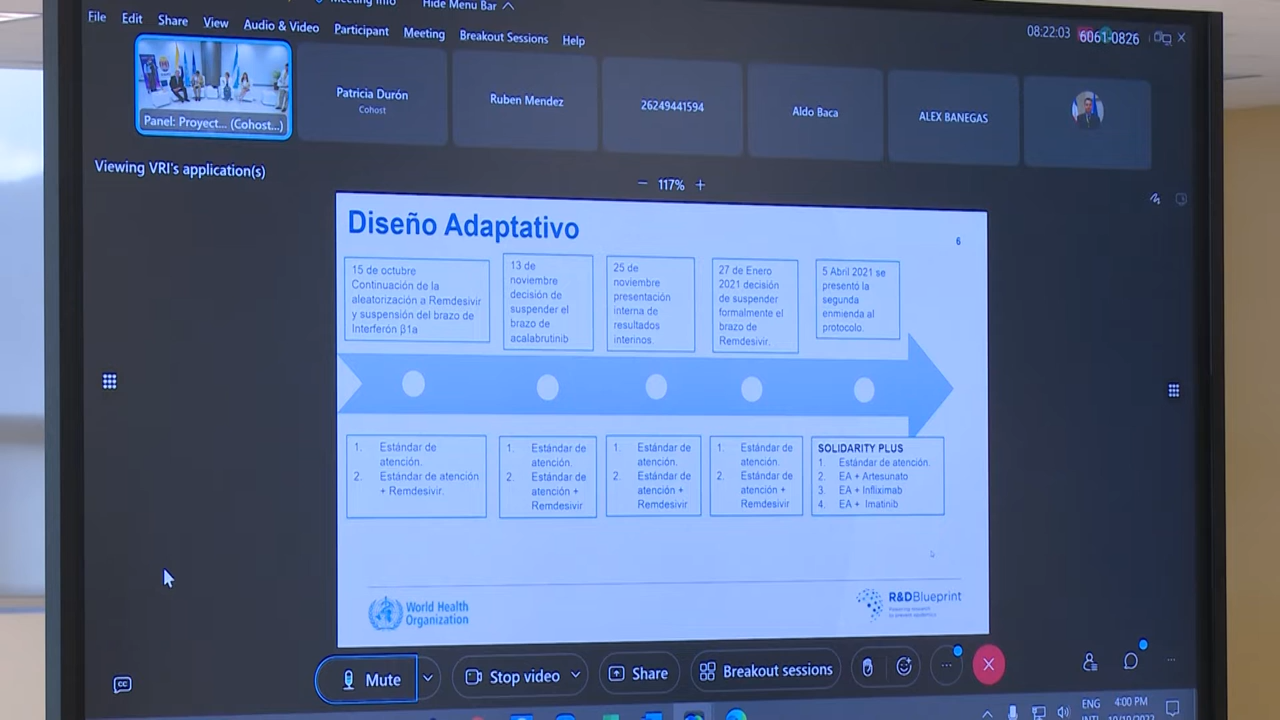 Hide Menu Bar
File Edit Share View Audio & Video Participant Meeting Breakout Sessions Help
08:22:03
Panel: Proyect... (Cohost...)
Patricia Durón
Cohost
Ruben Mendez
26249441594
Aldo Baca
ALEX BANEGAS
Viewing VRI's application(s)
117%
Diseño Adaptativo
6
15 de octubre
Continuación de la
aleatorización a Remdesivir
y suspensión del brazo de
Interferón β1a
13 de
noviembre
decisión de
suspender el
brazo de
acalabrutinib
25 de
noviembre
presentación
interna de
resultados
interinos.
27 de Enero
2021 decisión
de suspender
formalmente el
brazo de
Remdesivir.
5 Abril 2021 se
presentó la
segunda
enmienda al
protocolo.
1. Estándar de
atención.
2. Estándar de atención
+ Remdesivir.
1. Estándar de
atención.
2. Estándar de
atención +
Remdesivir
1. Estándar de
atención.
2. Estándar de
atención +
Remdesivir
1. Estándar de
atención.
2. Estándar de
atención +
Remdesivir
SOLIDARITY PLUS
1. Estándar de atención.
2. EA + Artesunato
3. EA + Infliximab
4. EA + Imatinib
World Health
Organization
R&DBlueprint
Mute
Stop video
Share
Breakout sessions
CC
ENG
4:00 PM